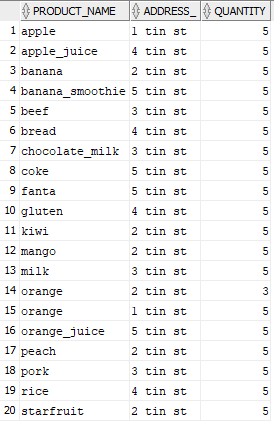 PRODUCT_NAME ADDRESS_ QUANTITY
1 apple 1 tin st 5
2 apple_juice 4 tin st 5
3 banana 2 tin st 5
4 banana_smoothie 5 tin st 5
5 beef 3 tin st 5
6 bread 4 tin st 5
7 chocolate_milk 3 tin st 5
8 coke 5 tin st 5
9 fanta 5 tin st 5
10 gluten 4 tin st 5
11 kiwi 2 tin st 5
12 mango 2 tin st 5
13 milk 3 tin st 5
14 orange 2 tin st 3
15 orange 1 tin st 5
16 orange_juice 5 tin st 5
17 peach 2 tin st 5
18 pork 3 tin st 5
19 rice 4 tin st 5
20 starfruit 2 tin st 5